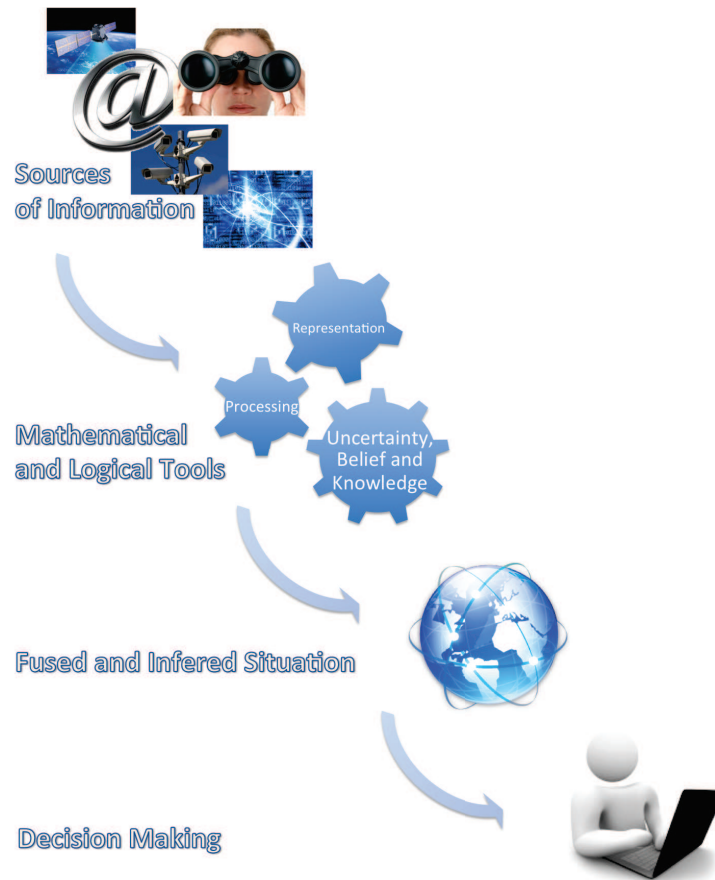 @
Sources
of Information
Representation
Processing
Uncertainty,
Belief and
Knowledge
Mathematical
and Logical Tools
Fused and Infered Situation
Decision Making